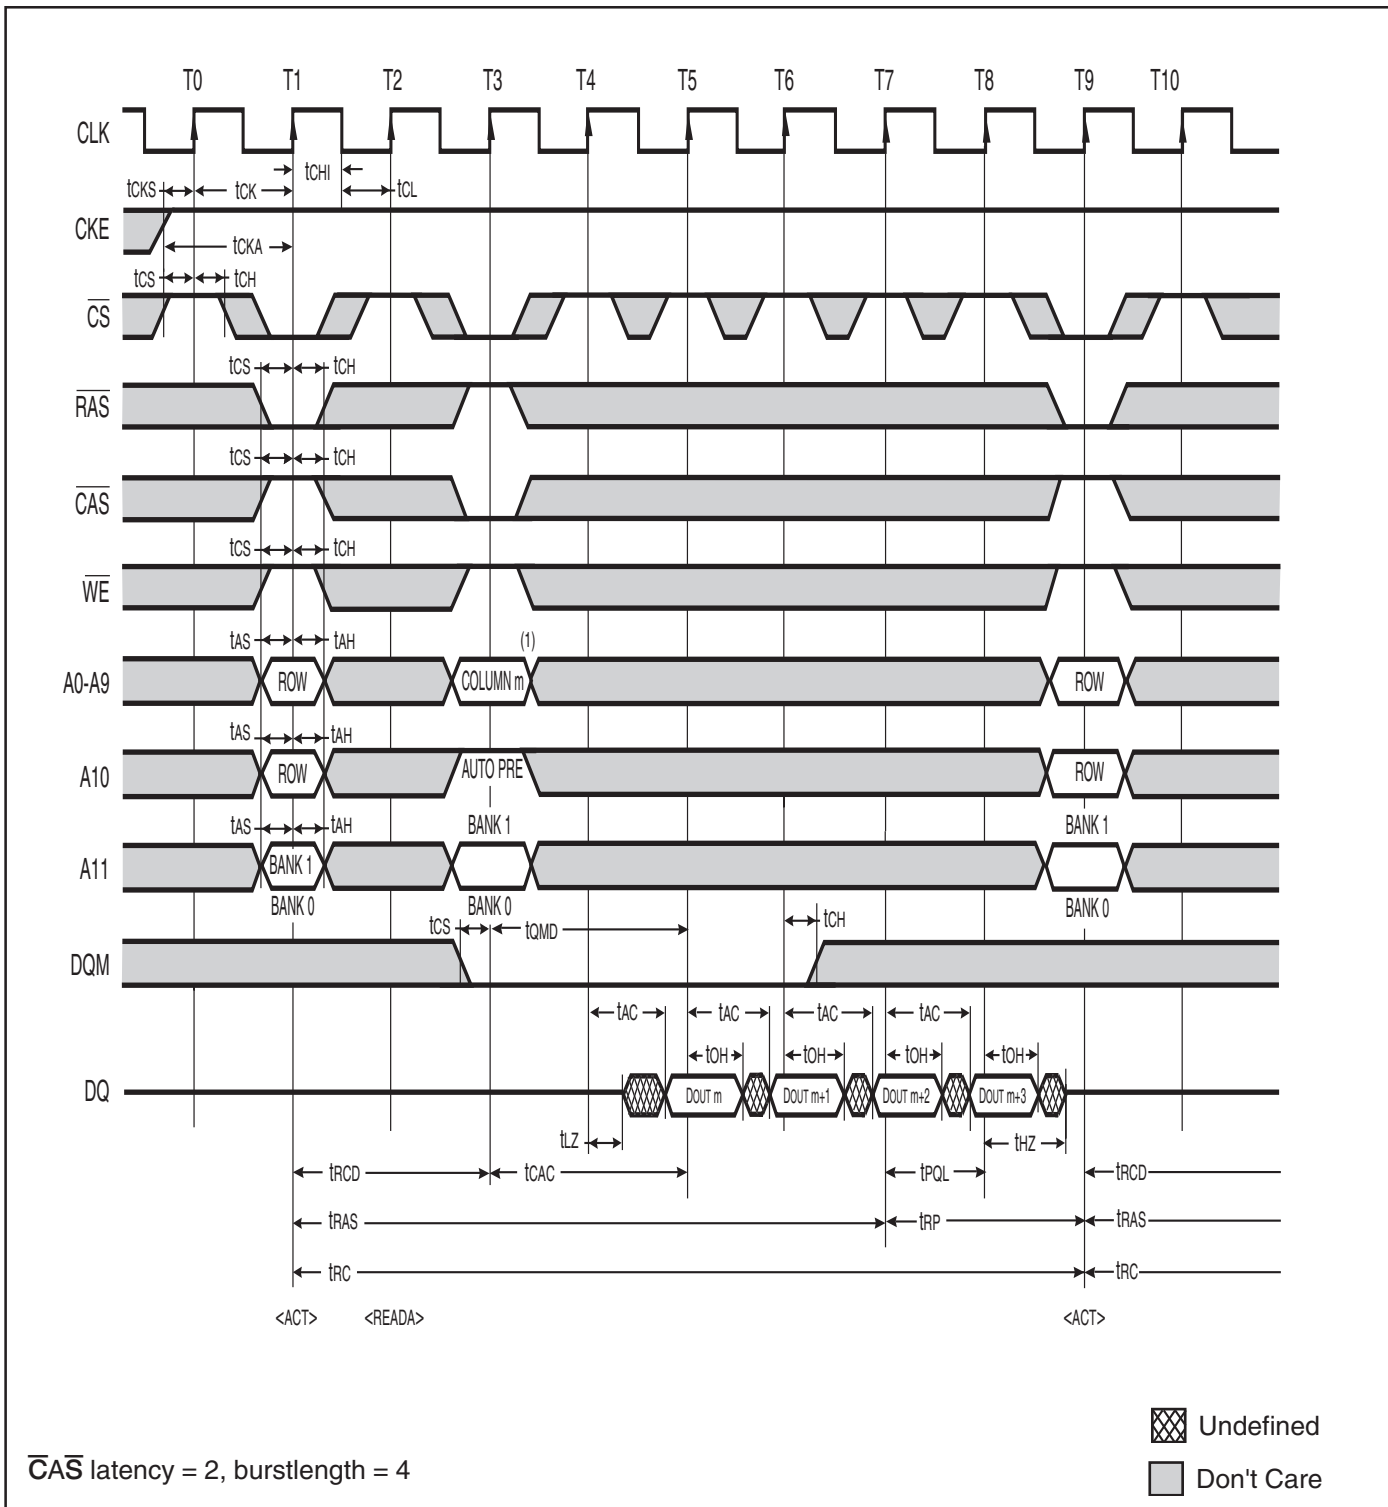 T0 T1 T2 T3 T4 T5 T6 T7 T8 T9 T10
CLK
tCHI
tCKS tCK tCL
CKE
tCKA
tCS tCH
CS
tCS tCH
RAS
tCS tCH
CAS
tCS tCH
WE
tAS tAH (1)
A0-A9 ROW COLUMN m ROW
tAS tAH
A10 ROW AUTO PRE ROW
tAS tAH BANK 1 BANK 1
A11 BANK 1
BANK 0 BANK 0 BANK 0
tCS tQMD tCH
DQM
tAC tAC tAC tAC
tOH tOH tOH tOH
DQ DOUT m DOUT m+1 DOUT m+2 DOUT m+3
tLZ tHZ
tRCD tCAC tPQL tRCD
tRAS tRP tRAS
tRC tRC
<ACT> <READA> <ACT>
Undefined
CAS latency = 2, burstlength = 4
Don't Care